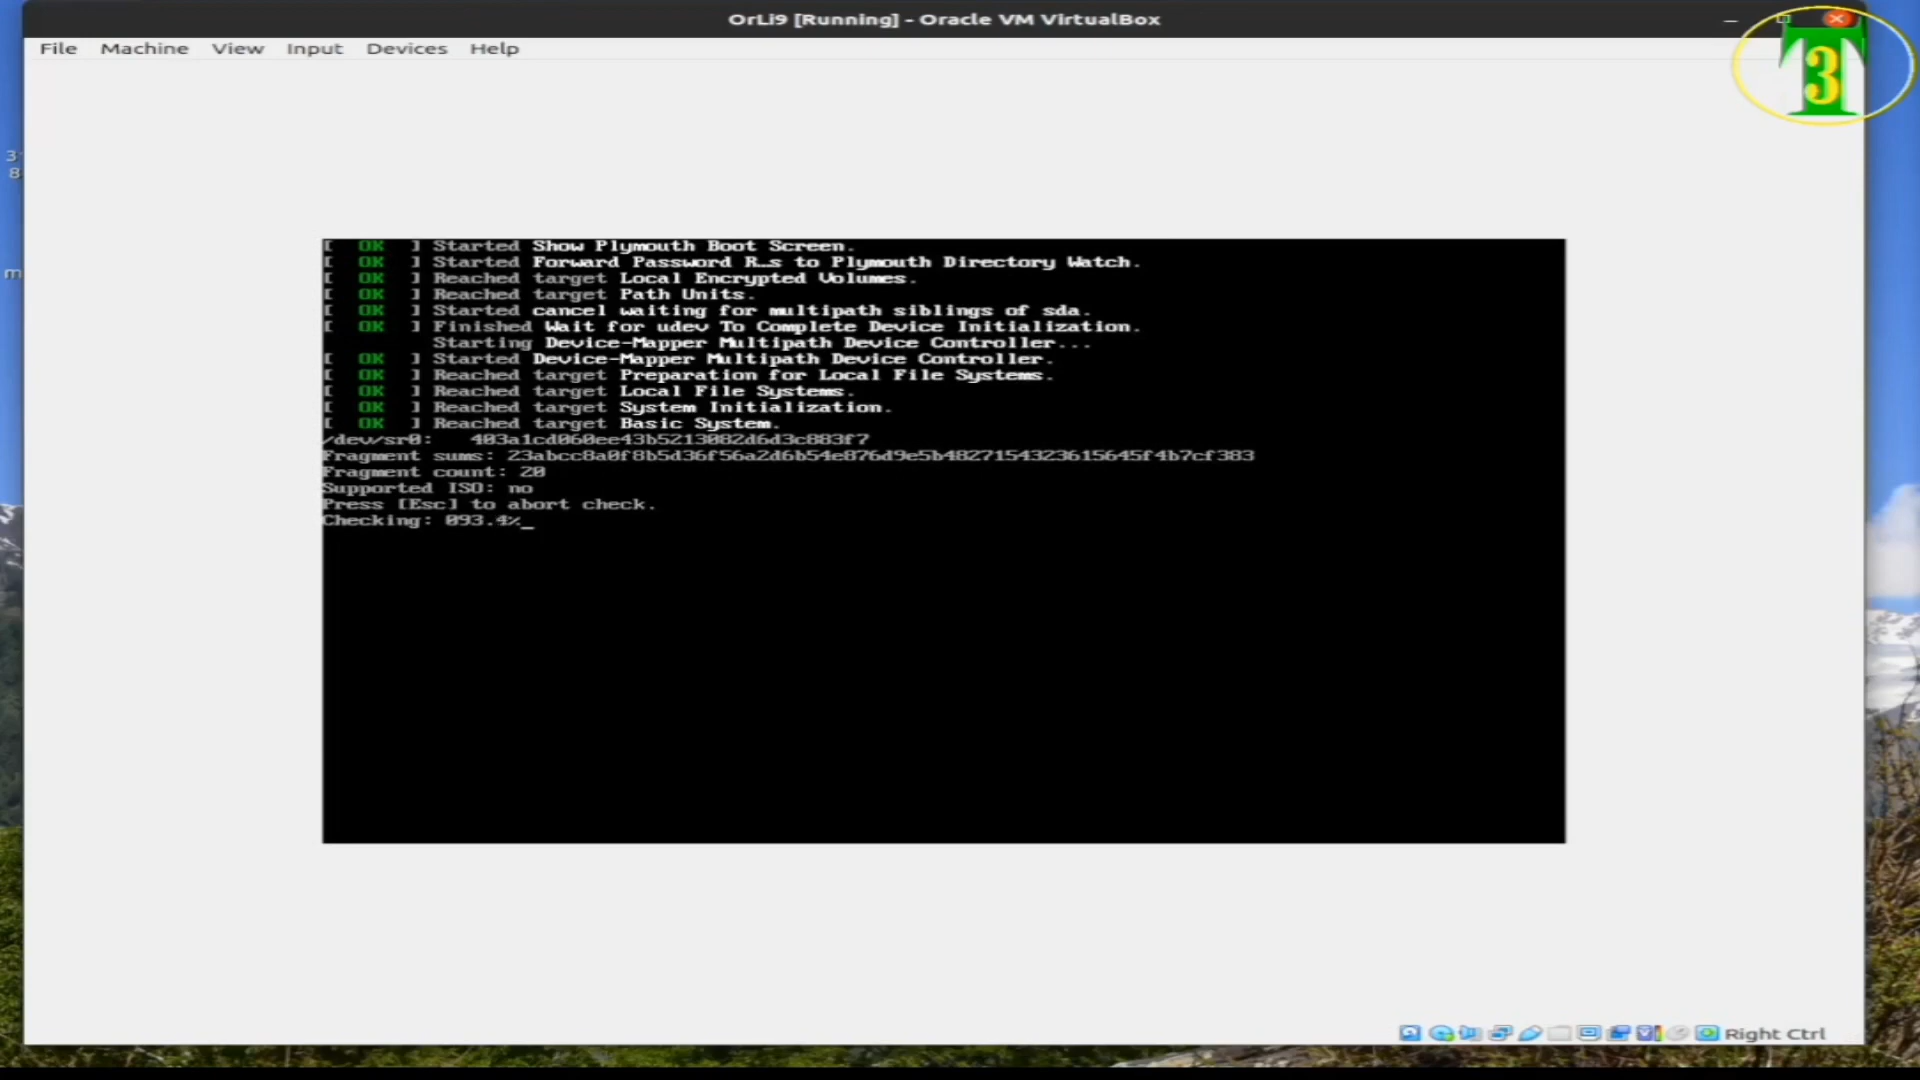 OrLi9 [Running] - Oracle VM VirtualBox
File Machine View Input Devices Help
3
[ OK ] Started Show Plymouth Boot Screen.
[ OK ] Started Forward Password R…s to Plymouth Directory Watch.
[ OK ] Reached target Local Encrypted Volumes.
[ OK ] Reached target Path Units.
[ OK ] Started cancel waiting for multipath siblings of sda.
[ OK ] Finished Wait for udev To Complete Device Initialization.
Starting Device-Mapper Multipath Device Controller...
[ OK ] Started Device-Mapper Multipath Device Controller.
[ OK ] Reached target Preparation for Local File Systems.
[ OK ] Reached target Local File Systems.
[ OK ] Reached target System Initialization.
[ OK ] Reached target Basic System.
/dev/sr0: 403a1cd060ee43b5213082d6d3c883f7
Fragment sums: 23abcc8a0f8b5d36f56a2d6b54e876d9e5b48271543236156 45f4b7cf383
Fragment count: 20
Supported ISO: no
Press [Esc] to abort check.
Checking: 093.4%_
Right Ctrl